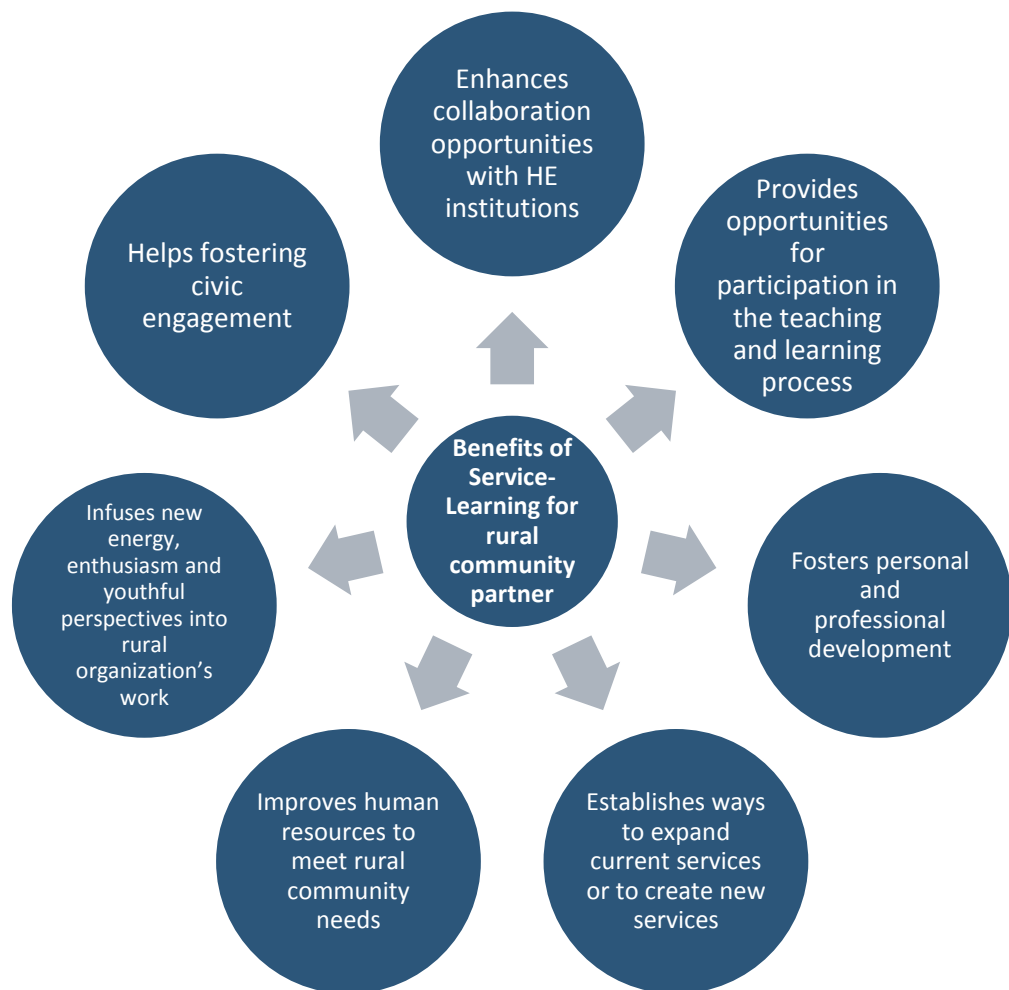 Enhances
collaboration
opportunities
with HE
institutions
Provides
opportunities
for
participation in
the teaching
and learning
process
Fosters personal
and
professional
development
Establishes ways
to expand
current services
or to create new
services
Improves human
resources to
meet rural
community
needs
Infuses new
energy,
enthusiasm and
youthful
perspectives into
rural
organization’s
work
Helps fostering
civic
engagement
Benefits of
Service-
Learning for
rural
community
partner